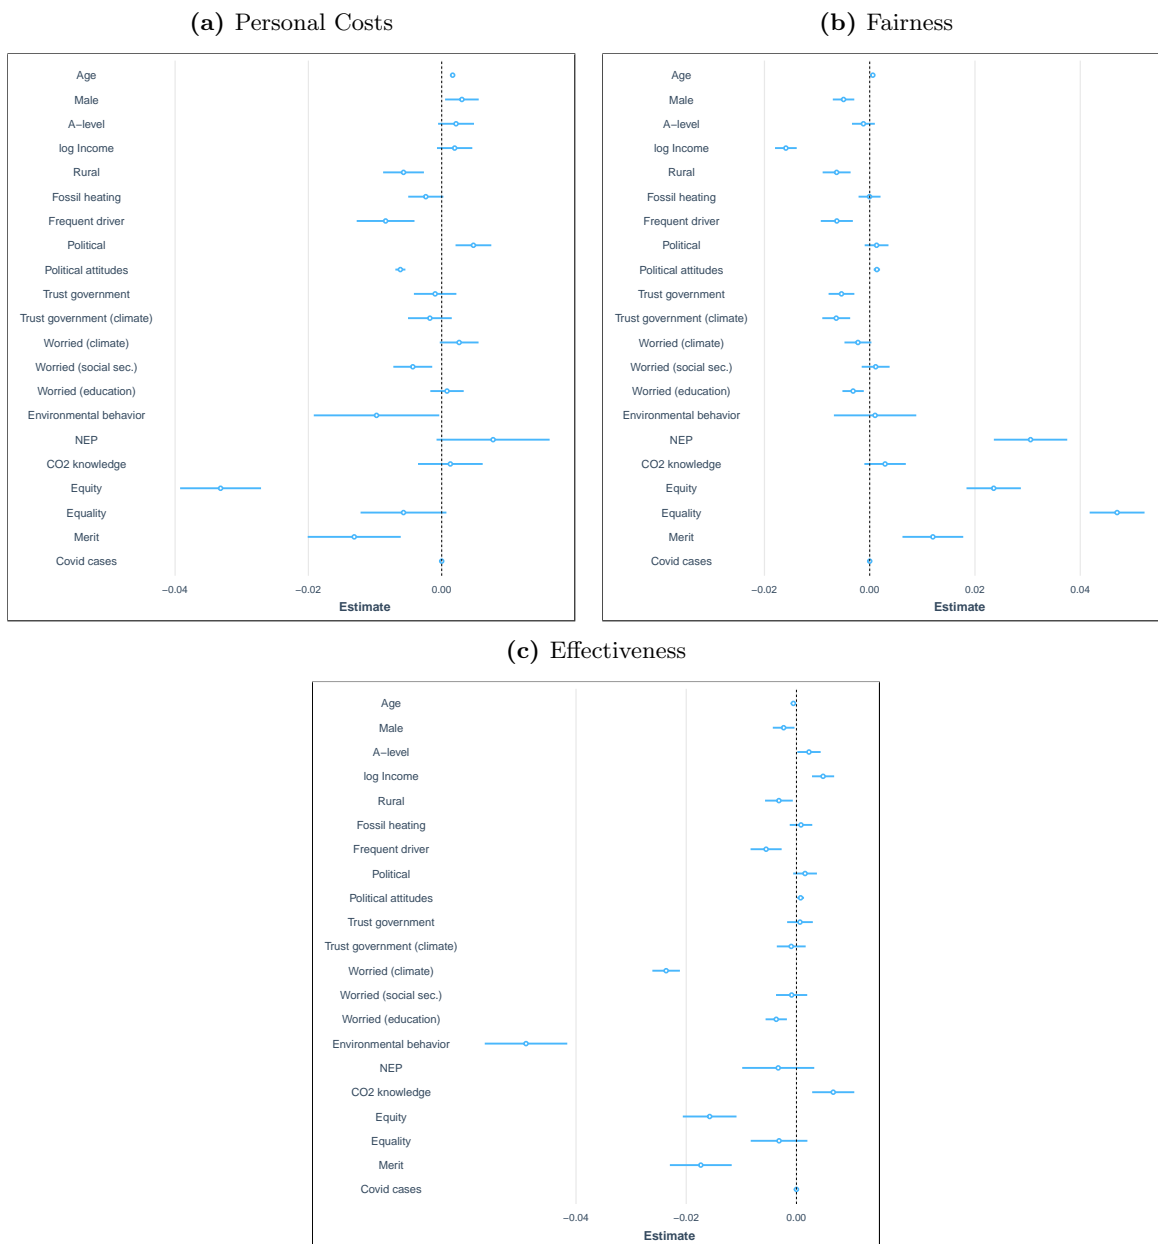 (a) Personal Costs
Age
Male
A−level
log Income
Rural
Fossil heating
Frequent driver
Political
Political attitudes
Trust government
Trust government (climate)
Worried (climate)
Worried (social sec.)
Worried (education)
Environmental behavior
NEP
CO2 knowledge
Equity
Equality
Merit
Covid cases
−0.04 −0.02 0.00
Estimate
(b) Fairness
Age
Male
A−level
log Income
Rural
Fossil heating
Frequent driver
Political
Political attitudes
Trust government
Trust government (climate)
Worried (climate)
Worried (social sec.)
Worried (education)
Environmental behavior
NEP
CO2 knowledge
Equity
Equality
Merit
Covid cases
−0.02 0.00 0.02 0.04
Estimate
(c) Effectiveness
Age
Male
A−level
log Income
Rural
Fossil heating
Frequent driver
Political
Political attitudes
Trust government
Trust government (climate)
Worried (climate)
Worried (social sec.)
Worried (education)
Environmental behavior
NEP
CO2 knowledge
Equity
Equality
Merit
Covid cases
−0.04 −0.02 0.00
Estimate